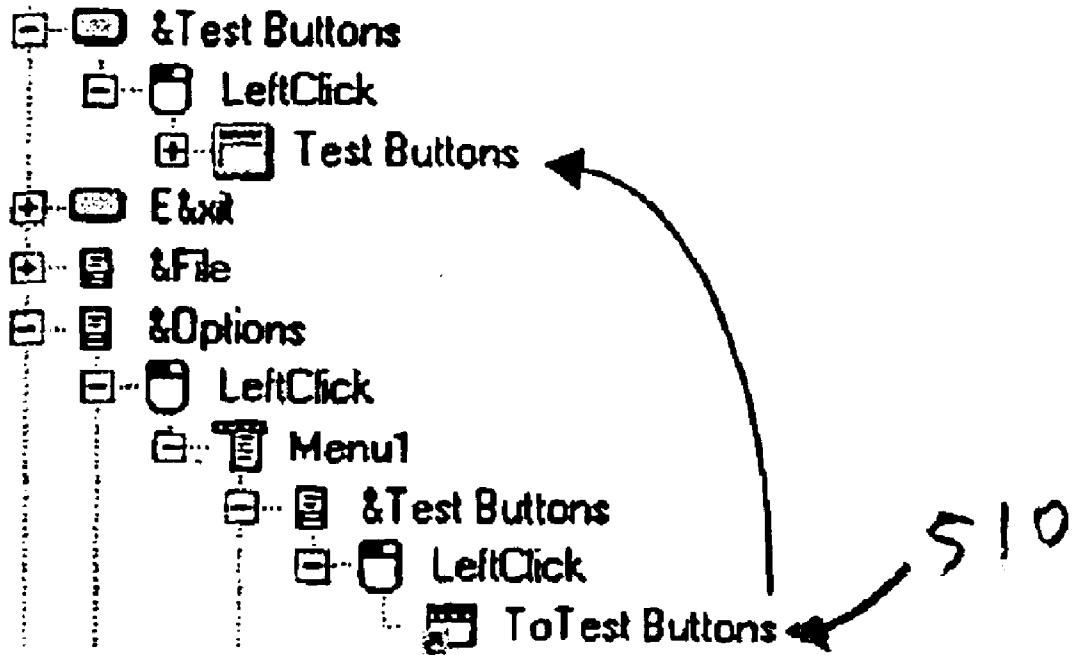 &Test Buttons
LeftClick
Test Buttons
E&xit
&File
&Options
LeftClick
Menu1
&Test Buttons
LeftClick
ToTest Buttons
510